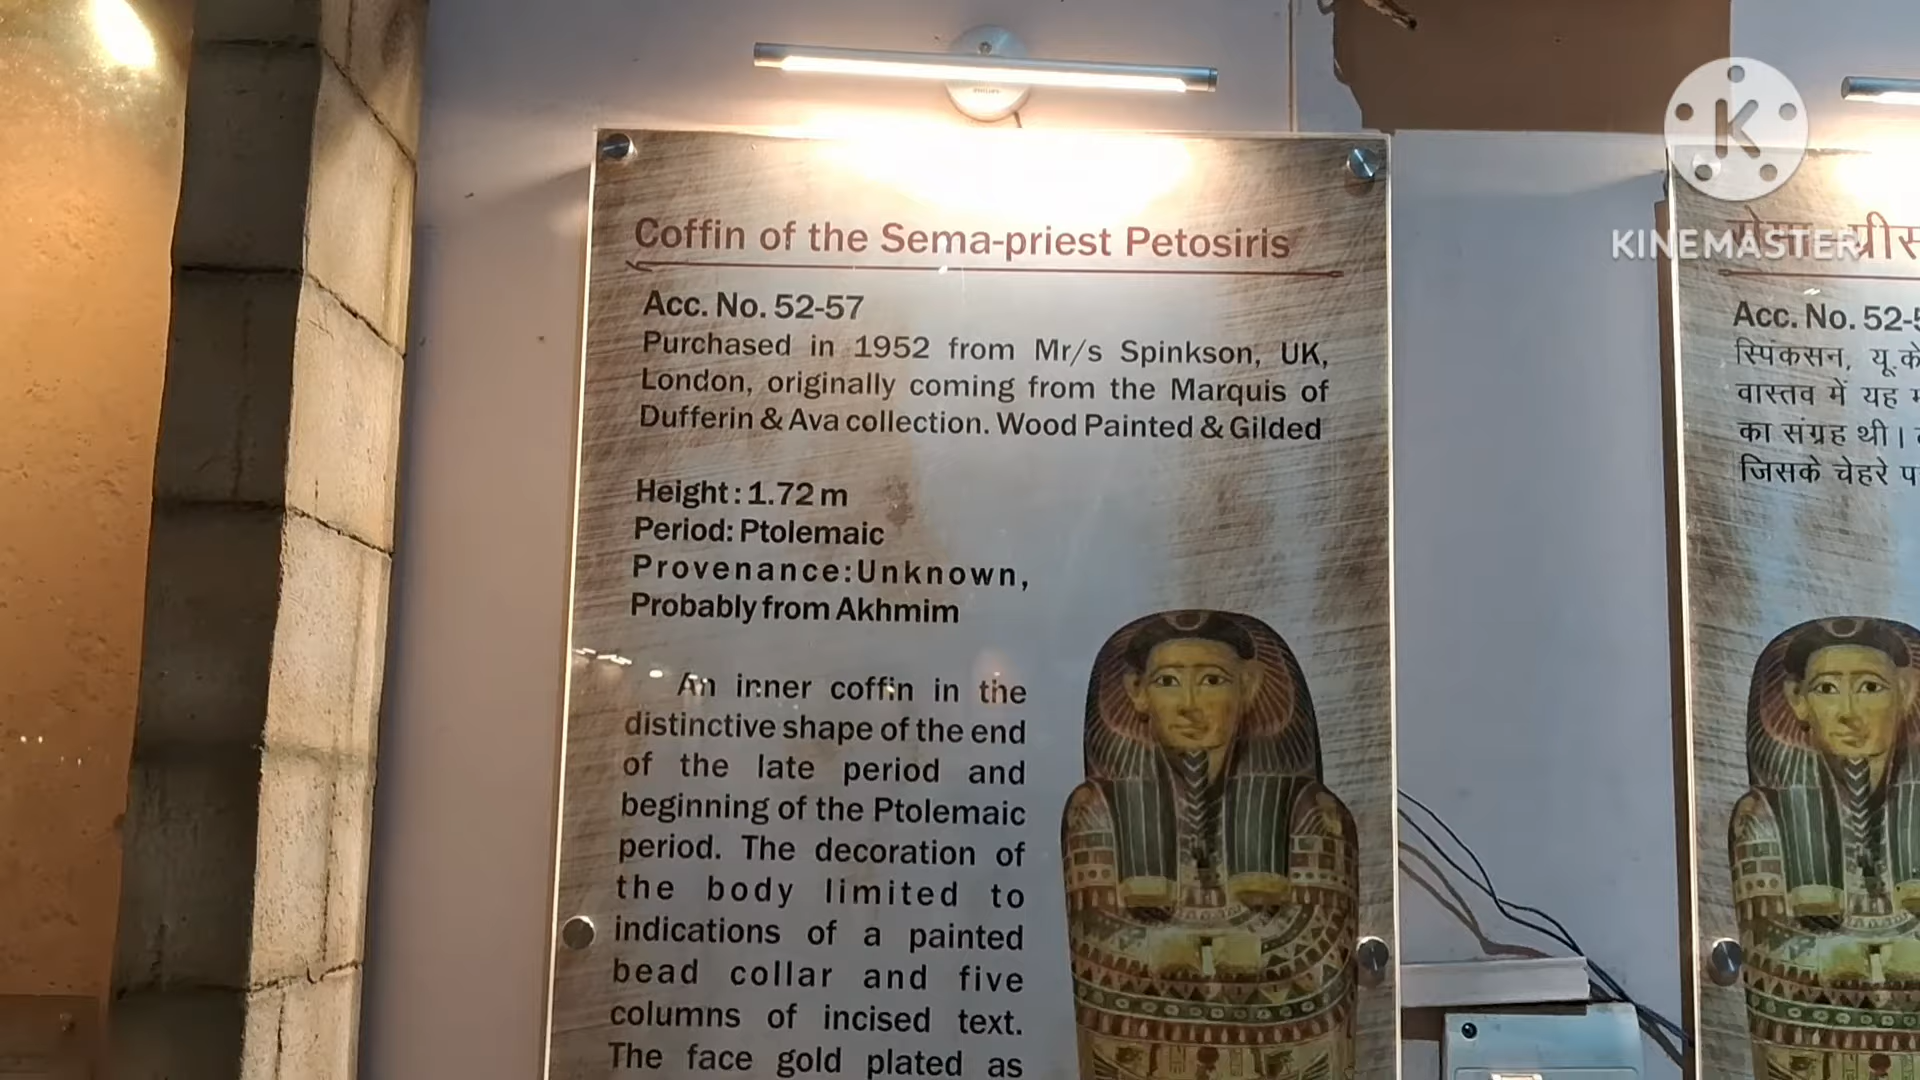 Coffin of the Sema-priest Petosiris
Acc. No. 52-57
Purchased in 1952 from Mr/s Spinkson, UK,
London, originally coming from the Marquis of
Dufferin & Ava collection. Wood Painted & Gilded
Height : 1.72 m
Period: Ptolemaic
Provenance: Unknown,
Probably from Akhmim
An inner coffin in the
distinctive shape of the end
of the late period and
beginning of the Ptolemaic
period. The decoration of
the body limited to
indications of a painted
bead collar and five
columns of incised text.
The face gold plated as
KINEMASTER
Acc. No. 52-5
स्पिंकसन, यू.के
वास्तव में यह
का संग्रह थी।
जिसके चेहरे